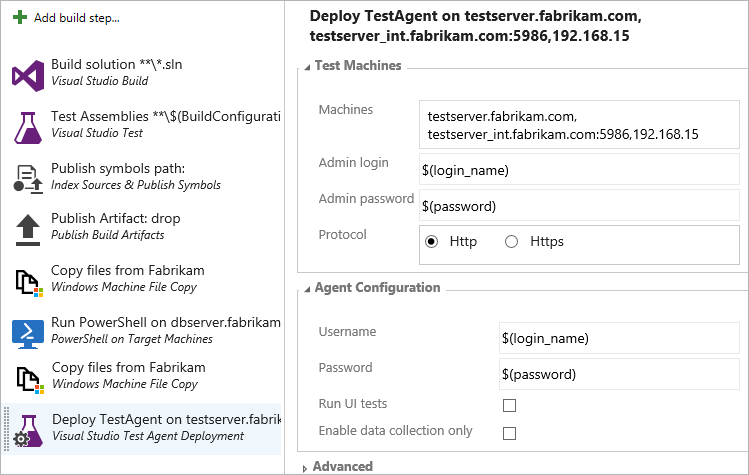 Add build step...
Build solution **\*.sln
Visual Studio Build
Test Assemblies **\$(BuildConfigurati
Visual Studio Test
Publish symbols path:
Index Sources & Publish Symbols
Publish Artifact: drop
Publish Build Artifacts
Copy files from Fabrikam
Windows Machine File Copy
Run PowerShell on dbserver.fabrikam
PowerShell on Target Machines
Copy files from Fabrikam
Windows Machine File Copy
Deploy TestAgent on testserver.fabrik
Visual Studio Test Agent Deployment
Deploy TestAgent on testserver.fabrikam.com,
testserver_int.fabrikam.com:5986,192.168.15
Test Machines
Machines
testserver.fabrikam.com,
testserver_int.fabrikam.com:5986,192.168.15
Admin login
$(login_name)
Admin password
$(password)
Protocol
Http
Https
Agent Configuration
Username
$(login_name)
Password
$(password)
Run UI tests
Enable data collection only
Advanced